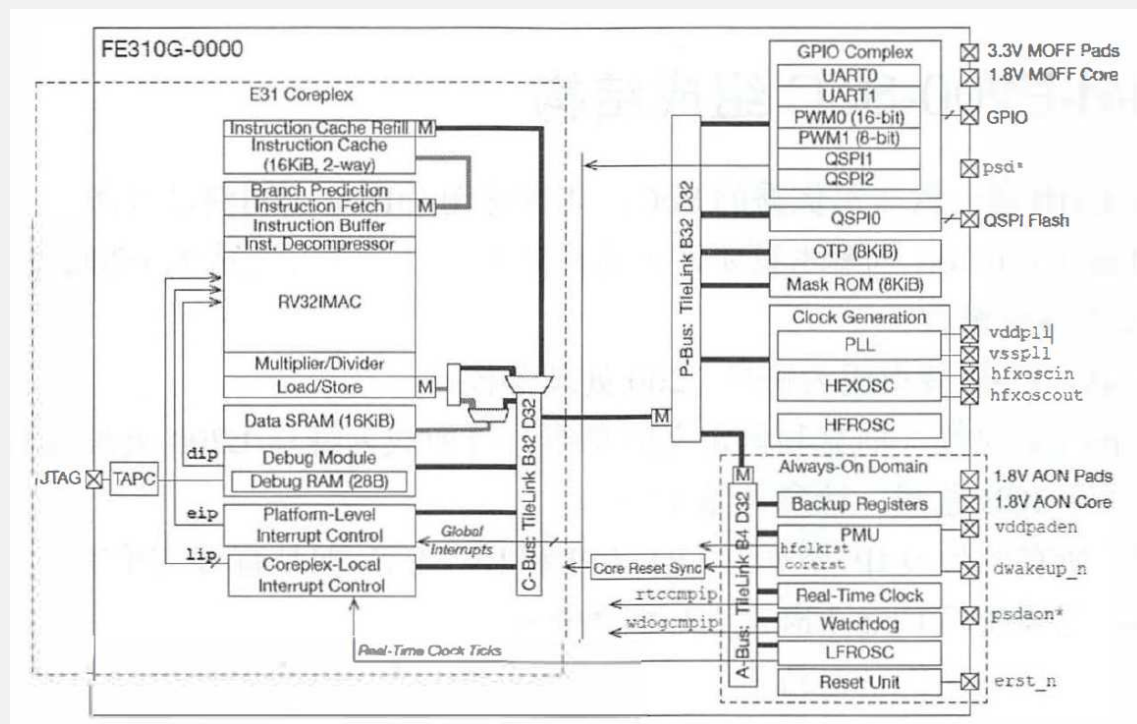 FE310G-0000
E31 Coreplex
Instruction Cache Refill M
Instruction Cache
(16KiB, 2-way)
Branch Prediction
Instruction Fetch M
Instruction Buffer
Inst. Decompressor
RV32IMAC
Multiplier/Divider
Load/Store M
Data SRAM (16KiB)
dip
Debug Module
Debug RAM (28B)
JTAG
TAPC
eip
Platform-Level
Interrupt Control
lip
Coreplex-Local
Interrupt Control
Global
Interrupts
Real-Time Clock Ticks
C-Bus: TileLink B32 D32
M
P-Bus: TileLink B32 D32
GPIO Complex
UART0
UART1
PWM0 (16-bit)
PWM1 (8-bit)
QSPI1
QSPI2
QSPI0
OTP (8KiB)
Mask ROM (8KiB)
Clock Generation
PLL
HFXOSC
HFROSC
Always-On Domain
M
A-Bus: TileLink B4 D32
Backup Registers
PMU
hfclkrst
corerst
Core Reset Sync
rtccmpip
Real-Time Clock
wdogcmpip
Watchdog
LFROSC
Reset Unit
3.3V MOFF Pads
1.8V MOFF Core
GPIO
psd*
QSPI Flash
vddpll
vsspll
hfxoscin
hfxoscout
1.8V AON Pads
1.8V AON Core
vddpaden
dwakeup_n
psdaon*
erst_n